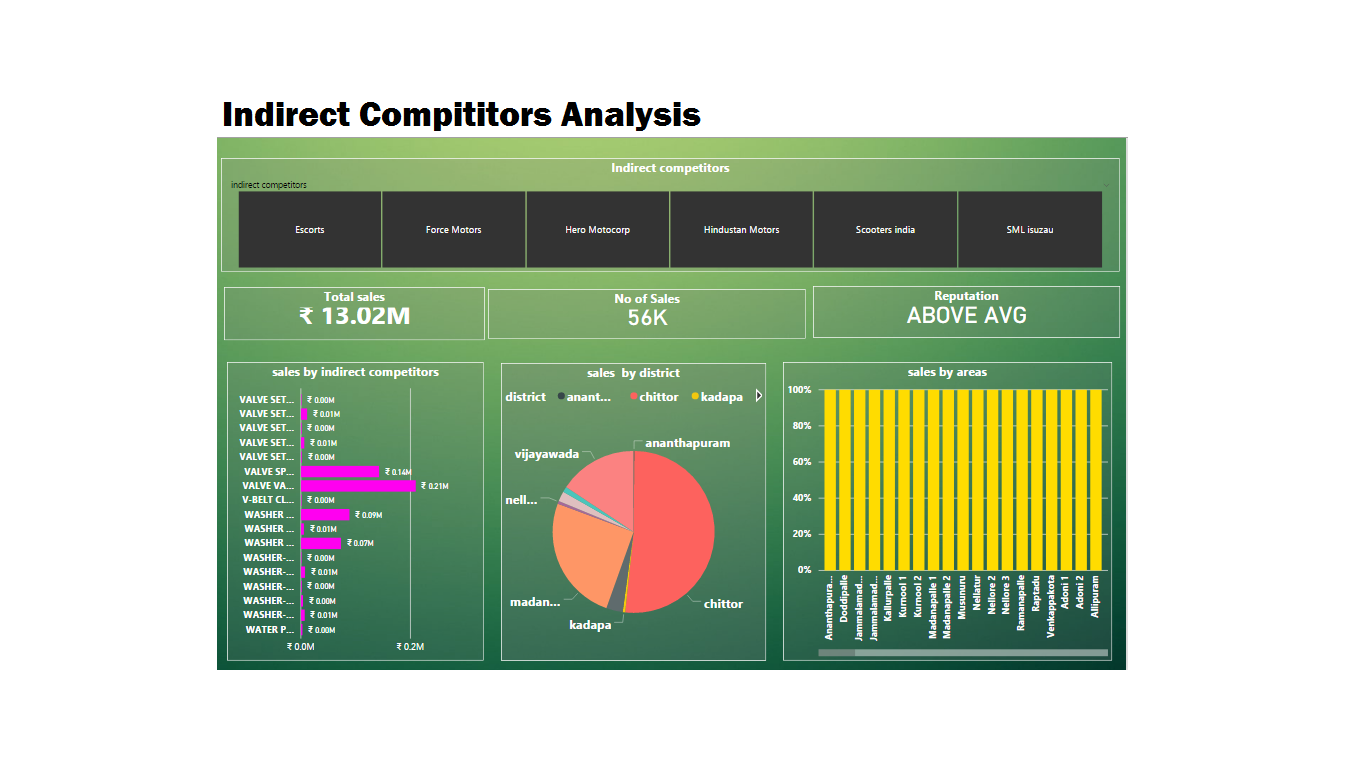 Indirect Compititors Analysis
Indirect competitors
indirect competitors
Escorts
Force Motors
Hero Motocorp
Hindustan Motors
Scooters india
SML isuzau
Total sales
₹ 13.02M
No of Sales
56K
Reputation
ABOVE AVG
sales by indirect competitors
VALVE SET... ₹ 0.00M
VALVE SET... ₹ 0.01M
VALVE SET... ₹ 0.00M
VALVE SET... ₹ 0.01M
VALVE SET... ₹ 0.00M
VALVE SP... ₹ 0.14M
VALVE VA... ₹ 0.21M
V-BELT CL... ₹ 0.00M
WASHER ... ₹ 0.09M
WASHER ... ₹ 0.01M
WASHER ... ₹ 0.07M
WASHER-... ₹ 0.00M
WASHER-... ₹ 0.01M
WASHER-... ₹ 0.00M
WASHER-... ₹ 0.00M
WASHER-... ₹ 0.01M
WATER P... ₹ 0.00M
₹ 0.0M ₹ 0.2M
sales by district
district anant... chittor kadapa
ananthapuram
vijayawada
nell...
madan...
chittor
kadapa
sales by areas
100%
80%
60%
40%
20%
0%
Ananthapura...
Doddipalle
Jammalamad...
Jammalamad...
Kallurpalle
Kurnool 1
Kurnool 2
Madanapalle 1
Madanapalle 2
Musunuru
Nellatur
Nellore 2
Nellore 3
Ramanapalle
Raptadu
Venkappakota
Adoni 1
Adoni 2
Allipuram